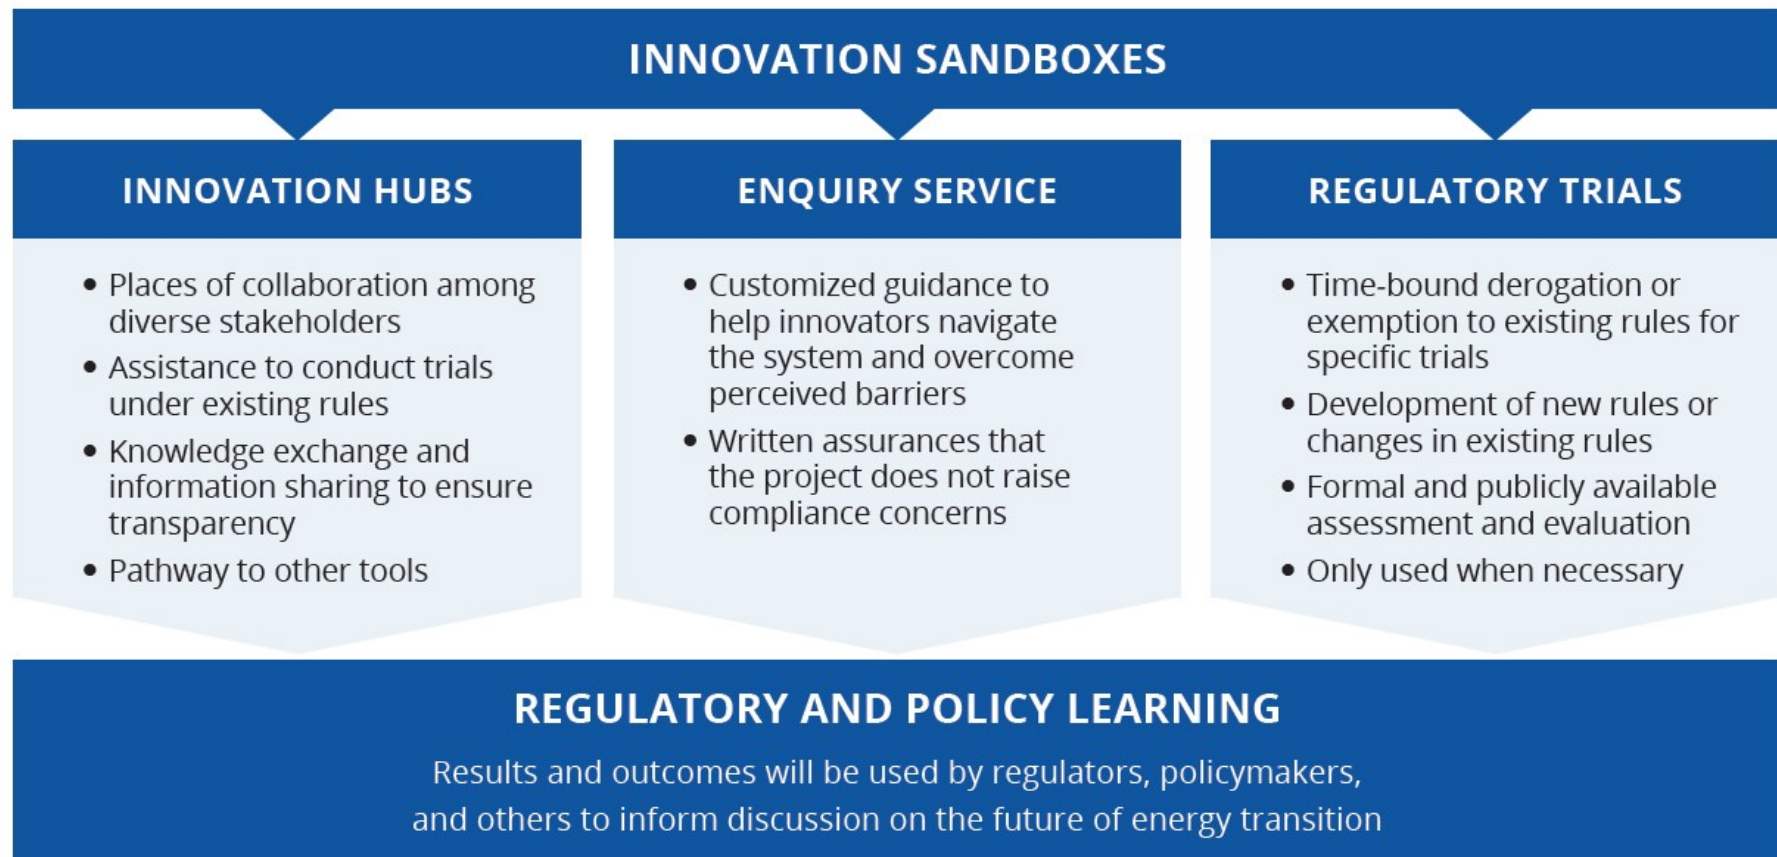 INNOVATION SANDBOXES
INNOVATION HUBS
• Places of collaboration among
diverse stakeholders
• Assistance to conduct trials
under existing rules
• Knowledge exchange and
information sharing to ensure
transparency
• Pathway to other tools
ENQUIRY SERVICE
• Customized guidance to
help innovators navigate
the system and overcome
perceived barriers
• Written assurances that
the project does not raise
compliance concerns
REGULATORY TRIALS
• Time-bound derogation or
exemption to existing rules for
specific trials
• Development of new rules or
changes in existing rules
• Formal and publicly available
assessment and evaluation
• Only used when necessary
REGULATORY AND POLICY LEARNING
Results and outcomes will be used by regulators, policymakers,
and others to inform discussion on the future of energy transition